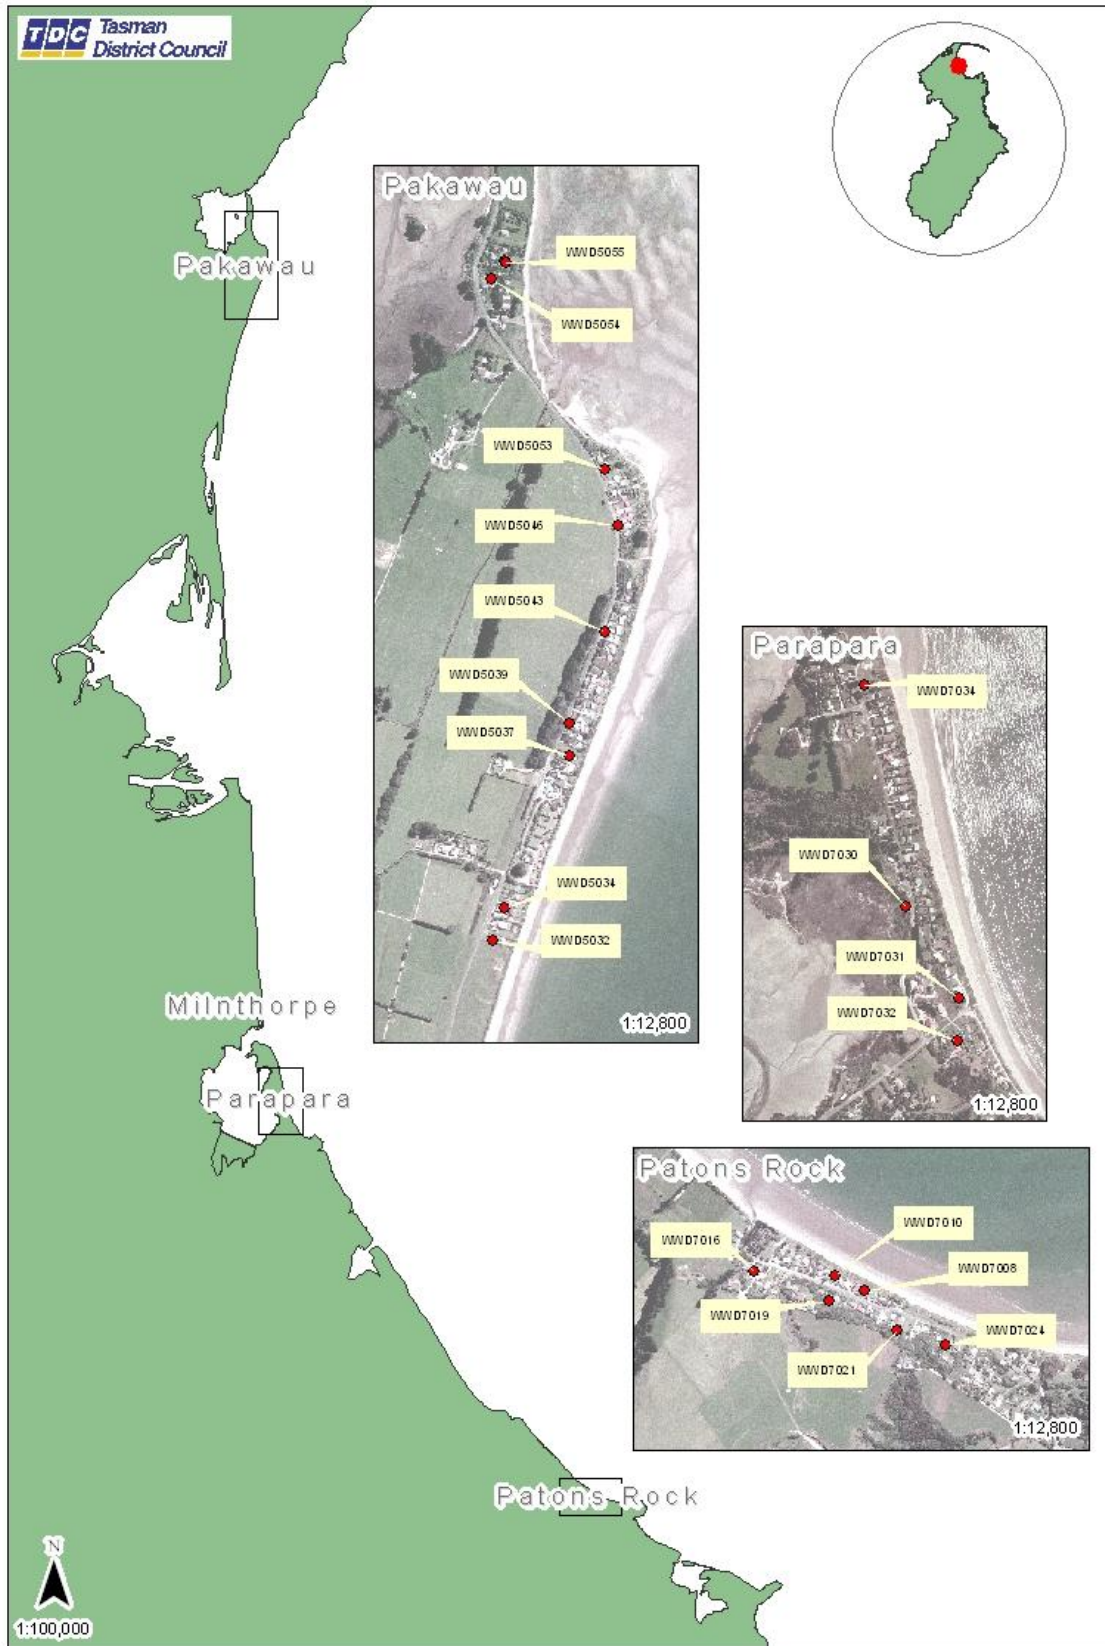 TDC Tasman
District Council
Pakawau
Pakawau
WWD5055
WWD5054
WWD5053
WWD5046
WWD5043
WWD5039
WWD5037
WWD5034
WWD5032
1:12,800
Parapara
WWD7034
WWD7030
WWD7031
WWD7032
1:12,800
Milnthorpe
Parapara
Patons Rock
WWD7010
WWD7016
WWD7008
WWD7019
WWD7024
WWD7021
1:12,800
Patons Rock
N
1:100,000